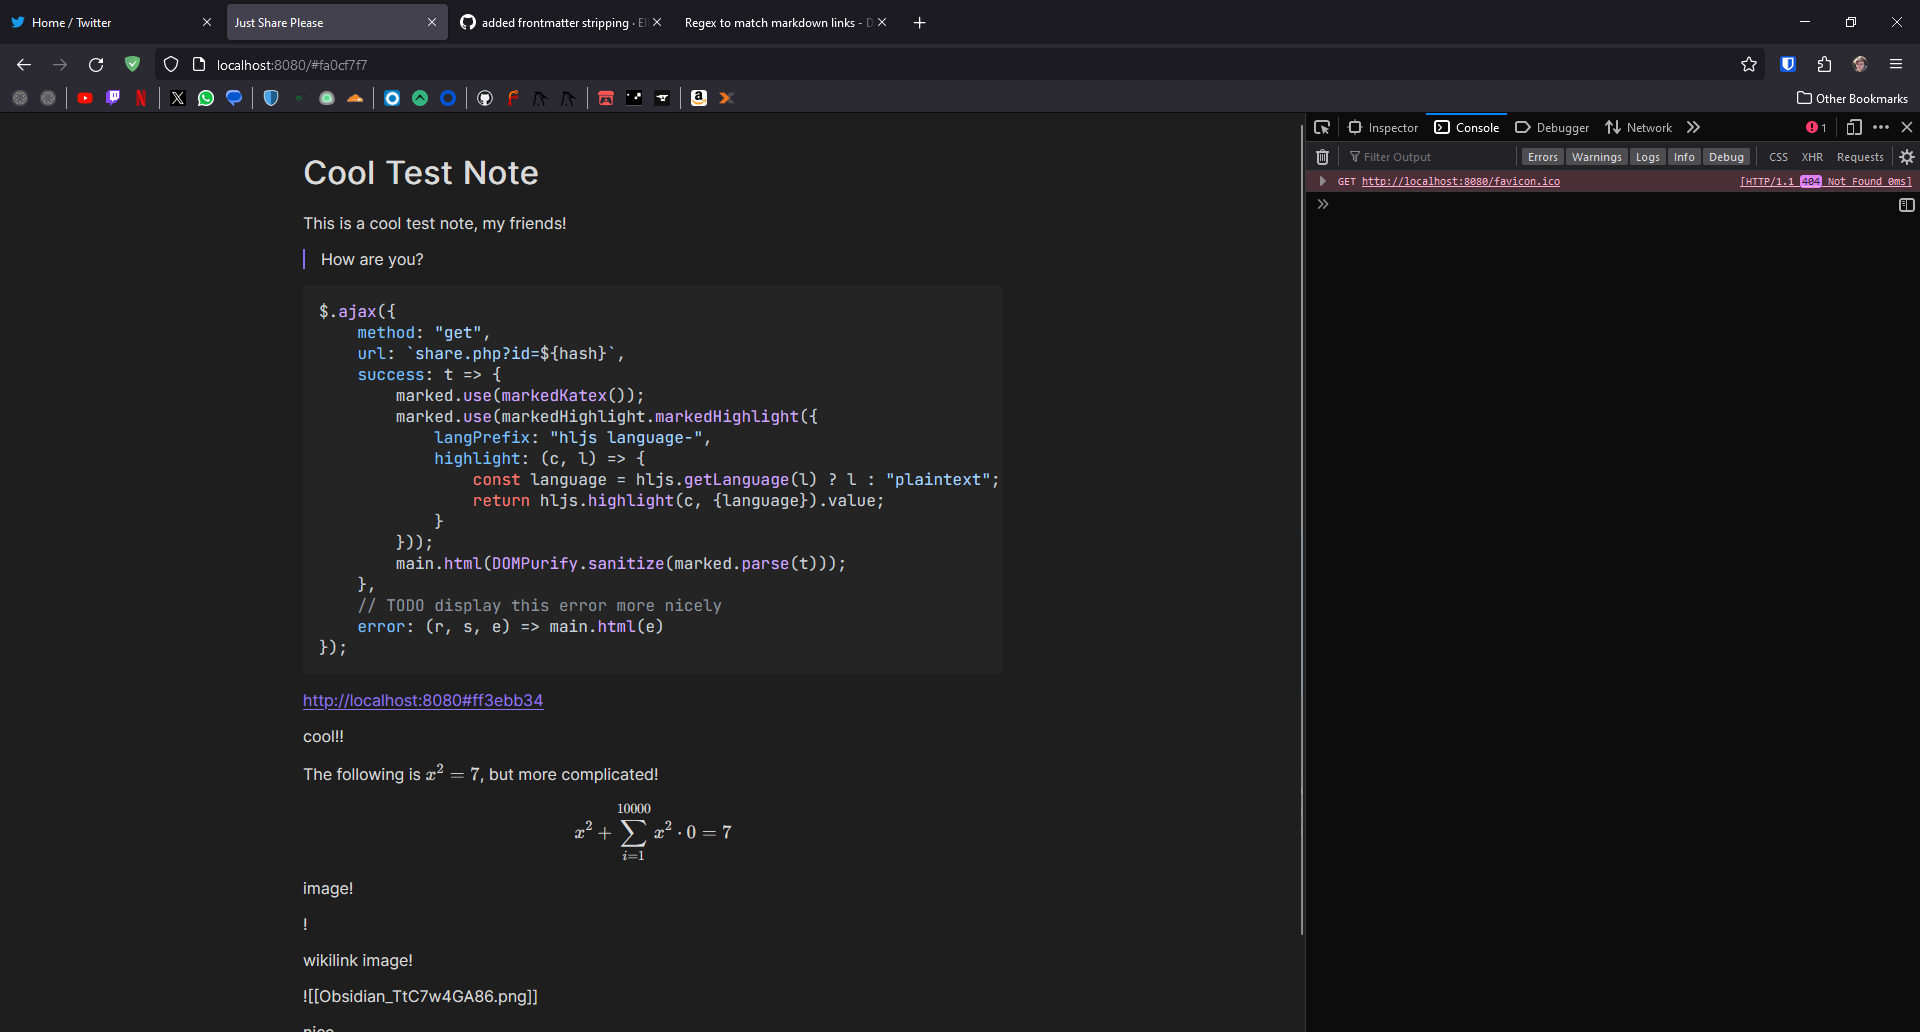 Home / Twitter
Just Share Please
added frontmatter stripping · El
Regex to match markdown links - D
localhost:8080/#fa0cf7f7
Other Bookmarks
Inspector
Console
Debugger
Network
1
Filter Output
Errors
Warnings
Logs
Info
Debug
CSS
XHR
Requests
GET http://localhost:8080/favicon.ico
[HTTP/1.1 404 Not Found 0ms]
Cool Test Note
This is a cool test note, my friends!
How are you?
$.ajax({
    method: "get",
    url: `share.php?id=${hash}`,
    success: t => {
        marked.use(markedKatex());
        marked.use(markedHighlight.markedHighlight({
            langPrefix: "hljs language-",
            highlight: (c, l) => {
                const language = hljs.getLanguage(l) ? l : "plaintext";
                return hljs.highlight(c, {language}).value;
            }
        }));
        main.html(DOMPurify.sanitize(marked.parse(t)));
    },
    // TODO display this error more nicely
    error: (r, s, e) => main.html(e)
});
http://localhost:8080#ff3ebb34
cool!!
The following is x² = 7, but more complicated!
10000
x² + ∑ x² · 0 = 7
i=1
image!
!
wikilink image!
![[Obsidian_TtC7w4GA86.png]]
nice